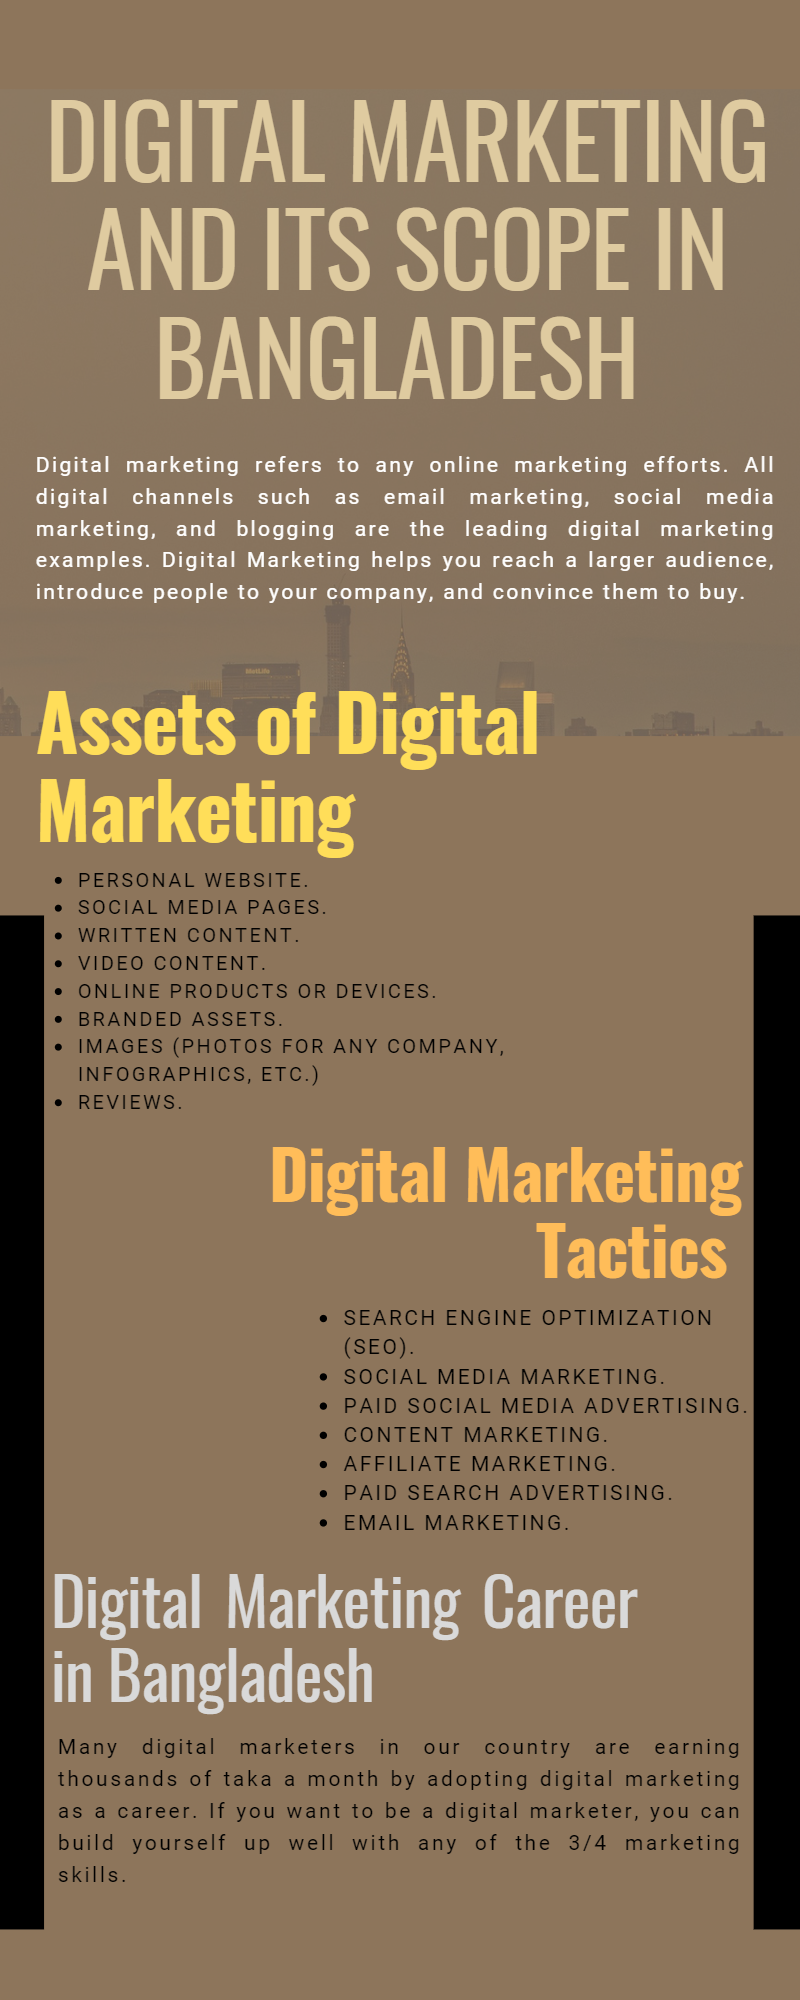 DIGITAL MARKETING
AND ITS SCOPE IN
BANGLADESH
Digital marketing refers to any online marketing efforts. All
digital channels such as email marketing, social media
marketing, and blogging are the leading digital marketing
examples. Digital Marketing helps you reach a larger audience,
introduce people to your company, and convince them to buy.
MetLife
Assets of Digital
Marketing
• PERSONAL WEBSITE.
• SOCIAL MEDIA PAGES.
• WRITTEN CONTENT.
• VIDEO CONTENT.
• ONLINE PRODUCTS OR DEVICES.
• BRANDED ASSETS.
• IMAGES (PHOTOS FOR ANY COMPANY,
INFOGRAPHICS, ETC.)
• REVIEWS.
Digital Marketing
Tactics
• SEARCH ENGINE OPTIMIZATION
(SEO).
• SOCIAL MEDIA MARKETING.
• PAID SOCIAL MEDIA ADVERTISING.
• CONTENT MARKETING.
• AFFILIATE MARKETING.
• PAID SEARCH ADVERTISING.
• EMAIL MARKETING.
Digital Marketing Career
in Bangladesh
Many digital marketers in our country are earning
thousands of taka a month by adopting digital marketing
as a career. If you want to be a digital marketer, you can
build yourself up well with any of the 3/4 marketing
skills.